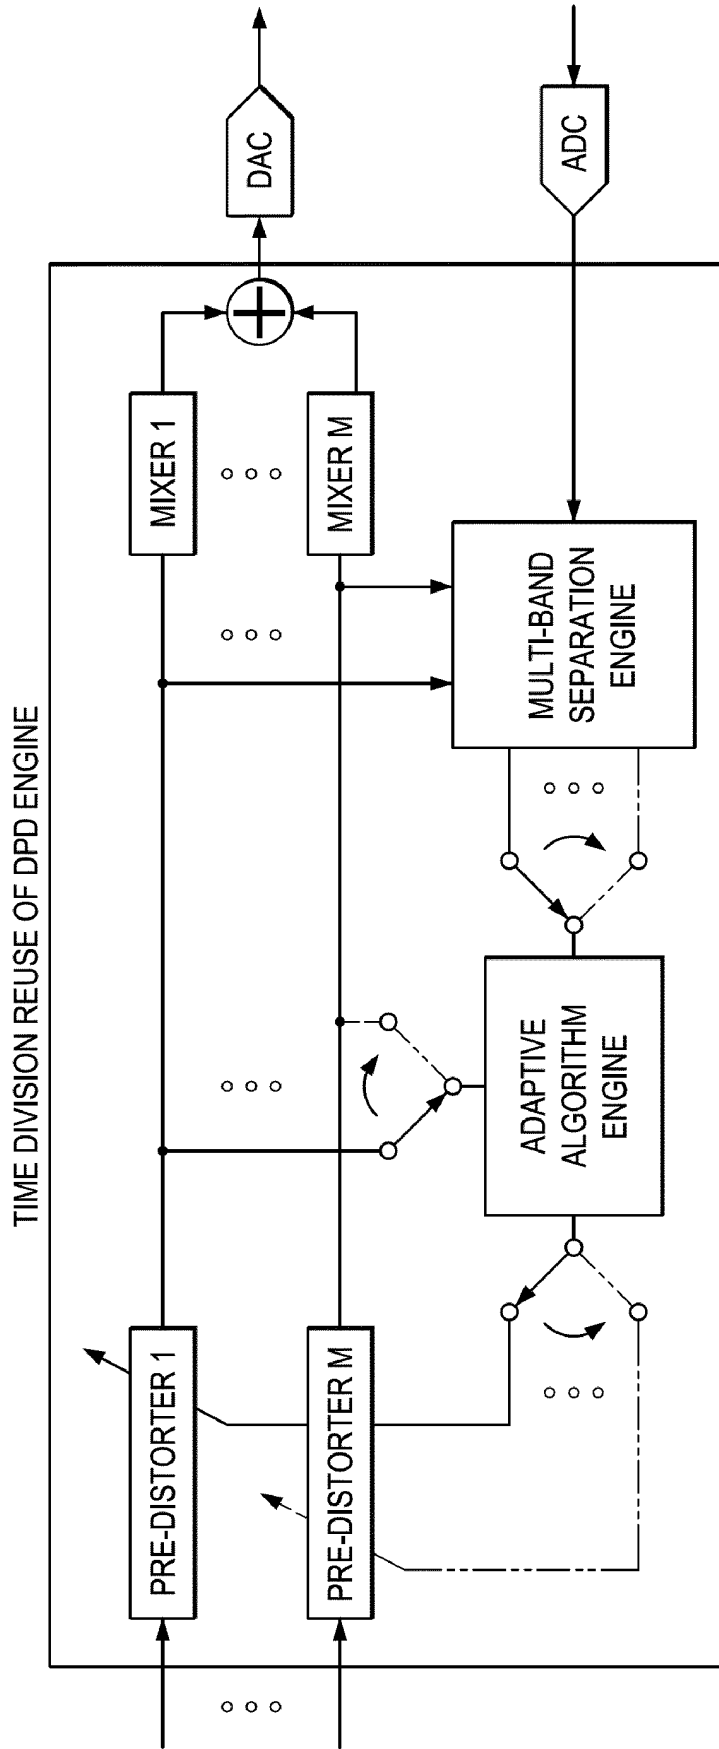 TIME DIVISION REUSE OF DPD ENGINE
PRE-DISTORTER 1
MIXER 1
DAC
PRE-DISTORTER M
MIXER M
ADAPTIVE
ALGORITHM
ENGINE
MULTI-BAND
SEPARATION
ENGINE
ADC